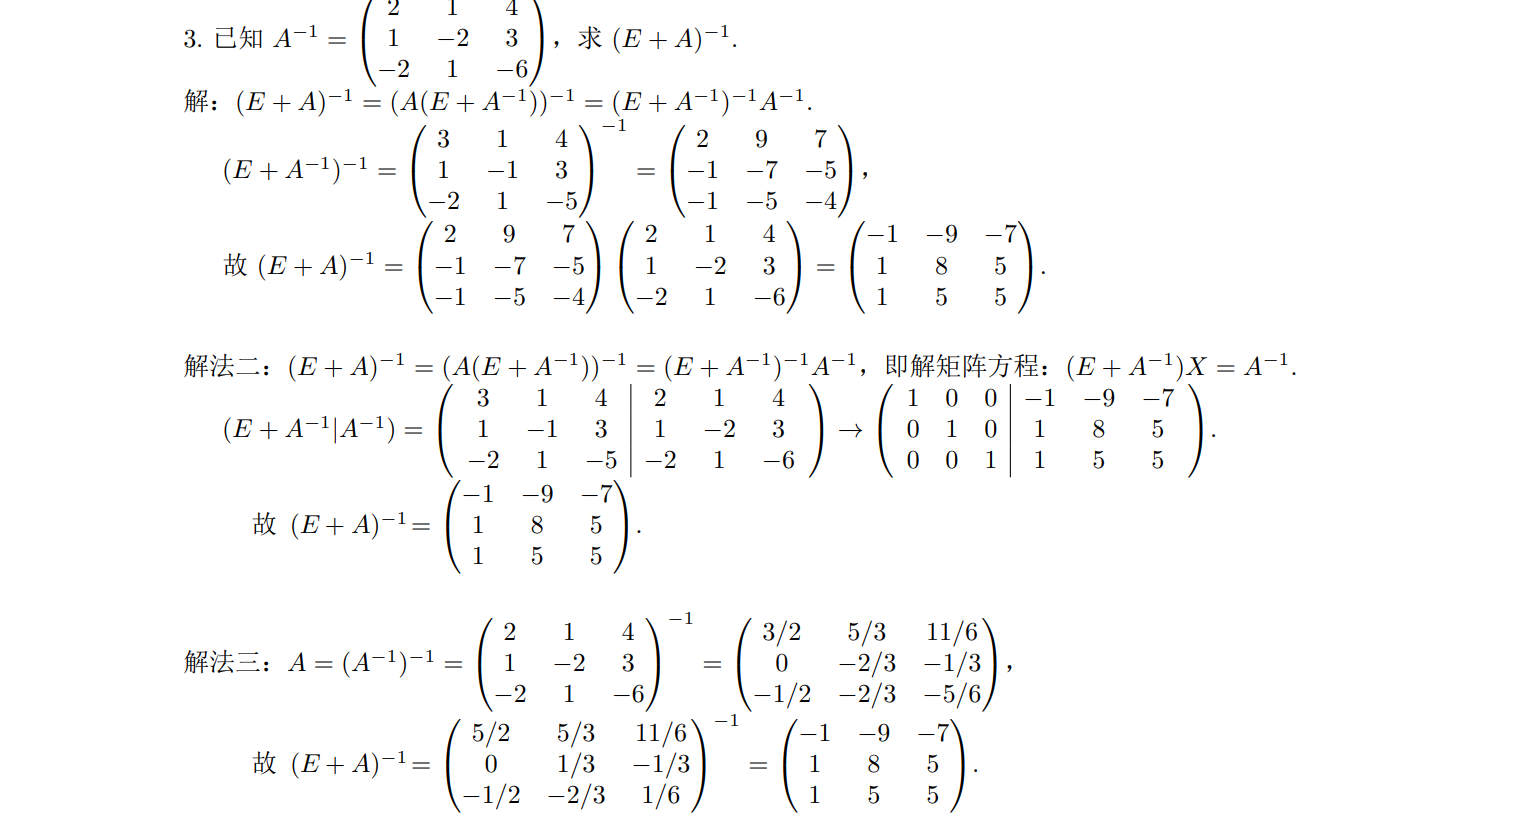 3. 已知 A⁻¹ = ( 2 1 4
1 −2 3
−2 1 −6 ) ，求 (E + A)⁻¹.
解：(E + A)⁻¹ = (A(E + A⁻¹))⁻¹ = (E + A⁻¹)⁻¹A⁻¹.
(E + A⁻¹)⁻¹ = ( 3 1 4
1 −1 3
−2 1 −5 )⁻¹ = ( 2 9 7
−1 −7 −5
−1 −5 −4 ) ，
故 (E + A)⁻¹ = ( 2 9 7
−1 −7 −5
−1 −5 −4 ) ( 2 1 4
1 −2 3
−2 1 −6 ) = ( −1 −9 −7
1 8 5
1 5 5 ) .
解法二：(E + A)⁻¹ = (A(E + A⁻¹))⁻¹ = (E + A⁻¹)⁻¹A⁻¹，即解矩阵方程：(E + A⁻¹)X = A⁻¹.
(E + A⁻¹|A⁻¹) = ( 3 1 4 | 2 1 4
1 −1 3 | 1 −2 3
−2 1 −5 | −2 1 −6 ) → ( 1 0 0 | −1 −9 −7
0 1 0 | 1 8 5
0 0 1 | 1 5 5 ) .
故 (E + A)⁻¹ = ( −1 −9 −7
1 8 5
1 5 5 ) .
解法三：A = (A⁻¹)⁻¹ = ( 2 1 4
1 −2 3
−2 1 −6 )⁻¹ = ( 3/2 5/3 11/6
0 −2/3 −1/3
−1/2 −2/3 −5/6 ) ，
故 (E + A)⁻¹ = ( 5/2 5/3 11/6
0 1/3 −1/3
−1/2 −2/3 1/6 )⁻¹ = ( −1 −9 −7
1 8 5
1 5 5 ) .